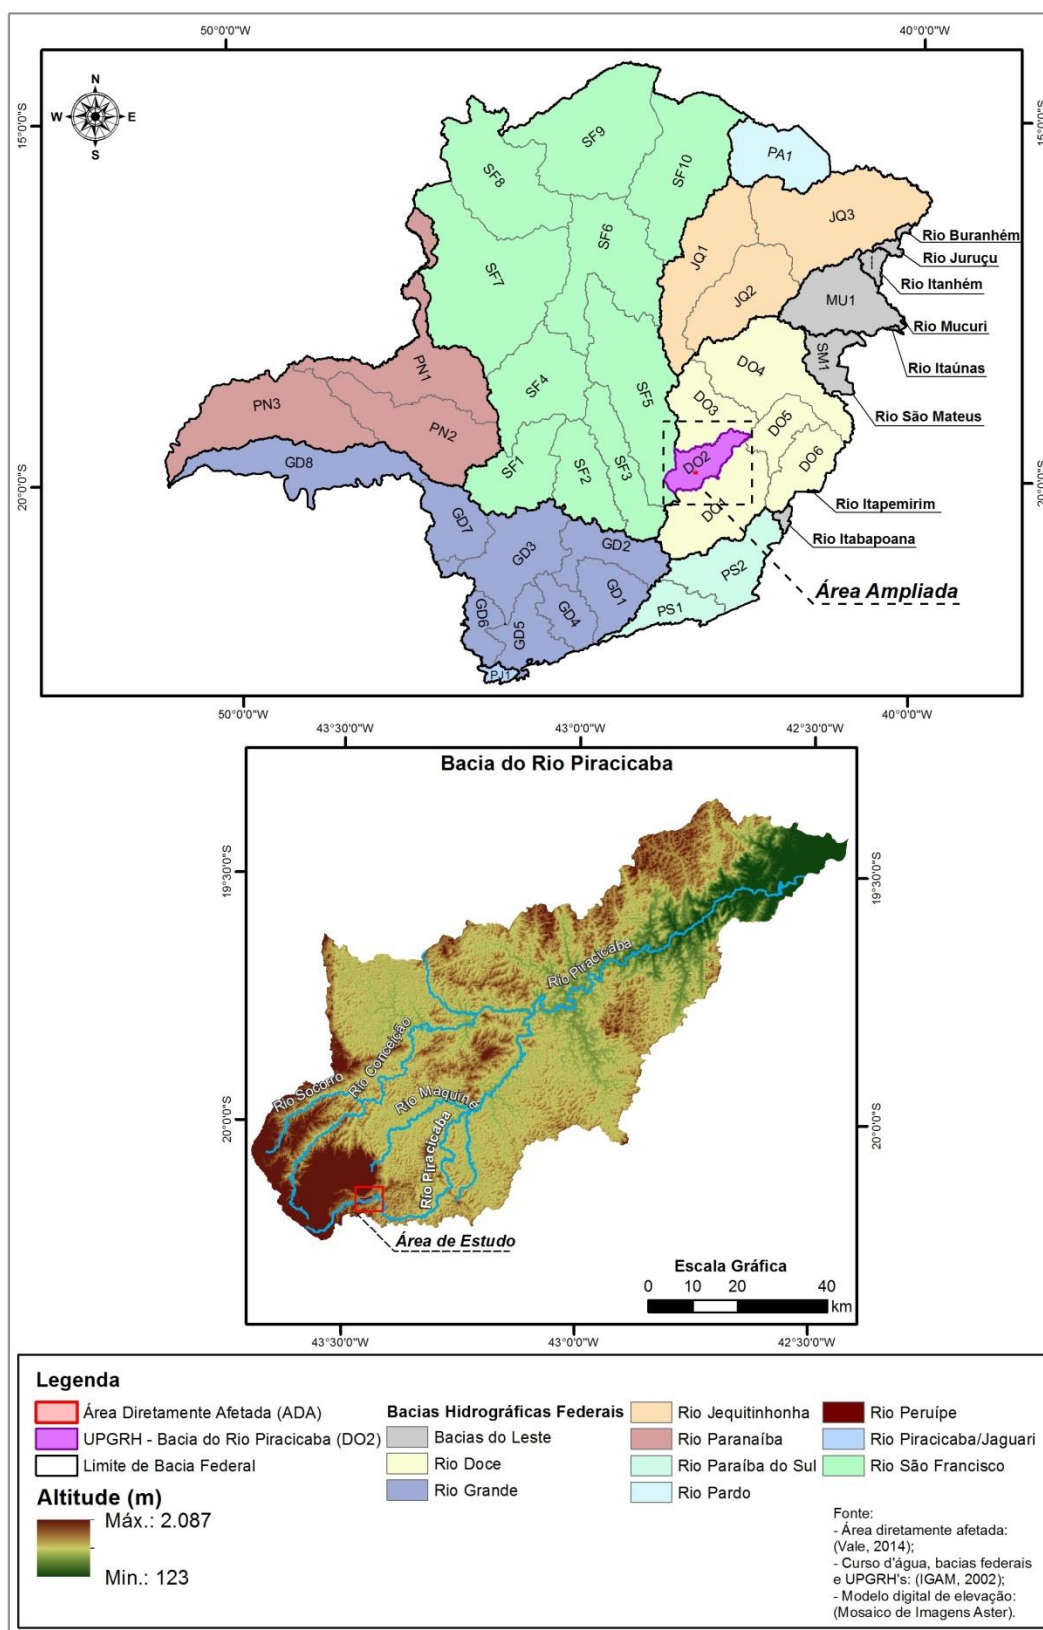 50°0'0"W
40°0'0"W
N
W
E
S
15°0'0"S
15°0'0"S
SF9
SF8
SF10
PA1
SF6
JQ3
JQ1
Rio Buranhém
Rio Juruçu
SF7
Rio Itanhém
JQ2
MU1
Rio Mucuri
PN1
SM1
Rio Itaúnas
DO4
SF4
SF5
DO3
PN3
Rio São Mateus
DO5
PN2
DO6
GD8
SF1
SF2
SF3
DO2
20°0'0"S
20°0'0"S
Rio Itapemirim
DO1
GD7
GD3
GD2
Rio Itabapoana
PS2
Área Ampliada
GD6
GD5
GD4
GD1
PS1
PJ1
50°0'0"W
40°0'0"W
43°30'0"W
43°0'0"W
42°30'0"W
Bacia do Rio Piracicaba
19°30'0"S
19°30'0"S
Rio Piracicaba
Rio Conceição
Rio Socorro
Rio Maquiné
Rio Piracicaba
20°0'0"S
20°0'0"S
Área de Estudo
Escala Gráfica
0 10 20 40
km
43°30'0"W
43°0'0"W
42°30'0"W
Legenda
Área Diretamente Afetada (ADA)
UPGRH - Bacia do Rio Piracicaba (DO2)
Limite de Bacia Federal
Altitude (m)
Máx.: 2.087
Min.: 123
Bacias Hidrográficas Federais
Bacias do Leste
Rio Doce
Rio Grande
Rio Jequitinhonha
Rio Paranaíba
Rio Paraíba do Sul
Rio Pardo
Rio Peruípe
Rio Piracicaba/Jaguari
Rio São Francisco
Fonte:
- Área diretamente afetada:
(Vale, 2014);
- Curso d'água, bacias federais
e UPGRH's: (IGAM, 2002);
- Modelo digital de elevação:
(Mosaico de Imagens Aster).